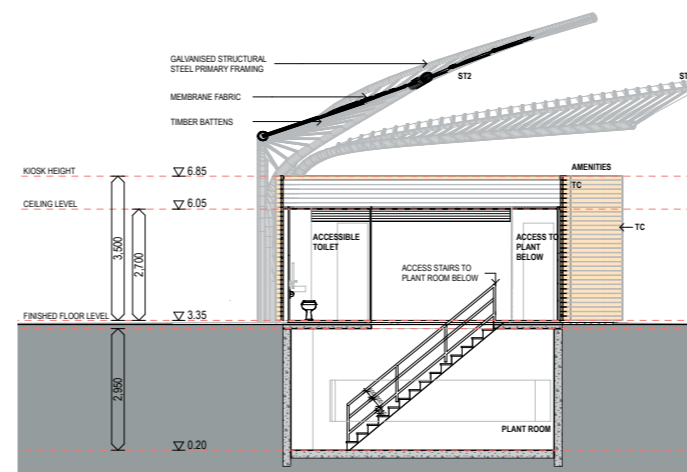 GALVANISED STRUCTURAL
STEEL PRIMARY FRAMING
ST2
ST
MEMBRANE FABRIC
TIMBER BATTENS
KIOSK HEIGHT
6.85
AMENITIES
TC
CEILING LEVEL
6.05
3,500
2,700
ACCESSIBLE
TOILET
ACCESS TO
PLANT
BELOW
TC
ACCESS STAIRS TO
PLANT ROOM BELOW
FINISHED FLOOR LEVEL
3.35
2,950
PLANT ROOM
0.20